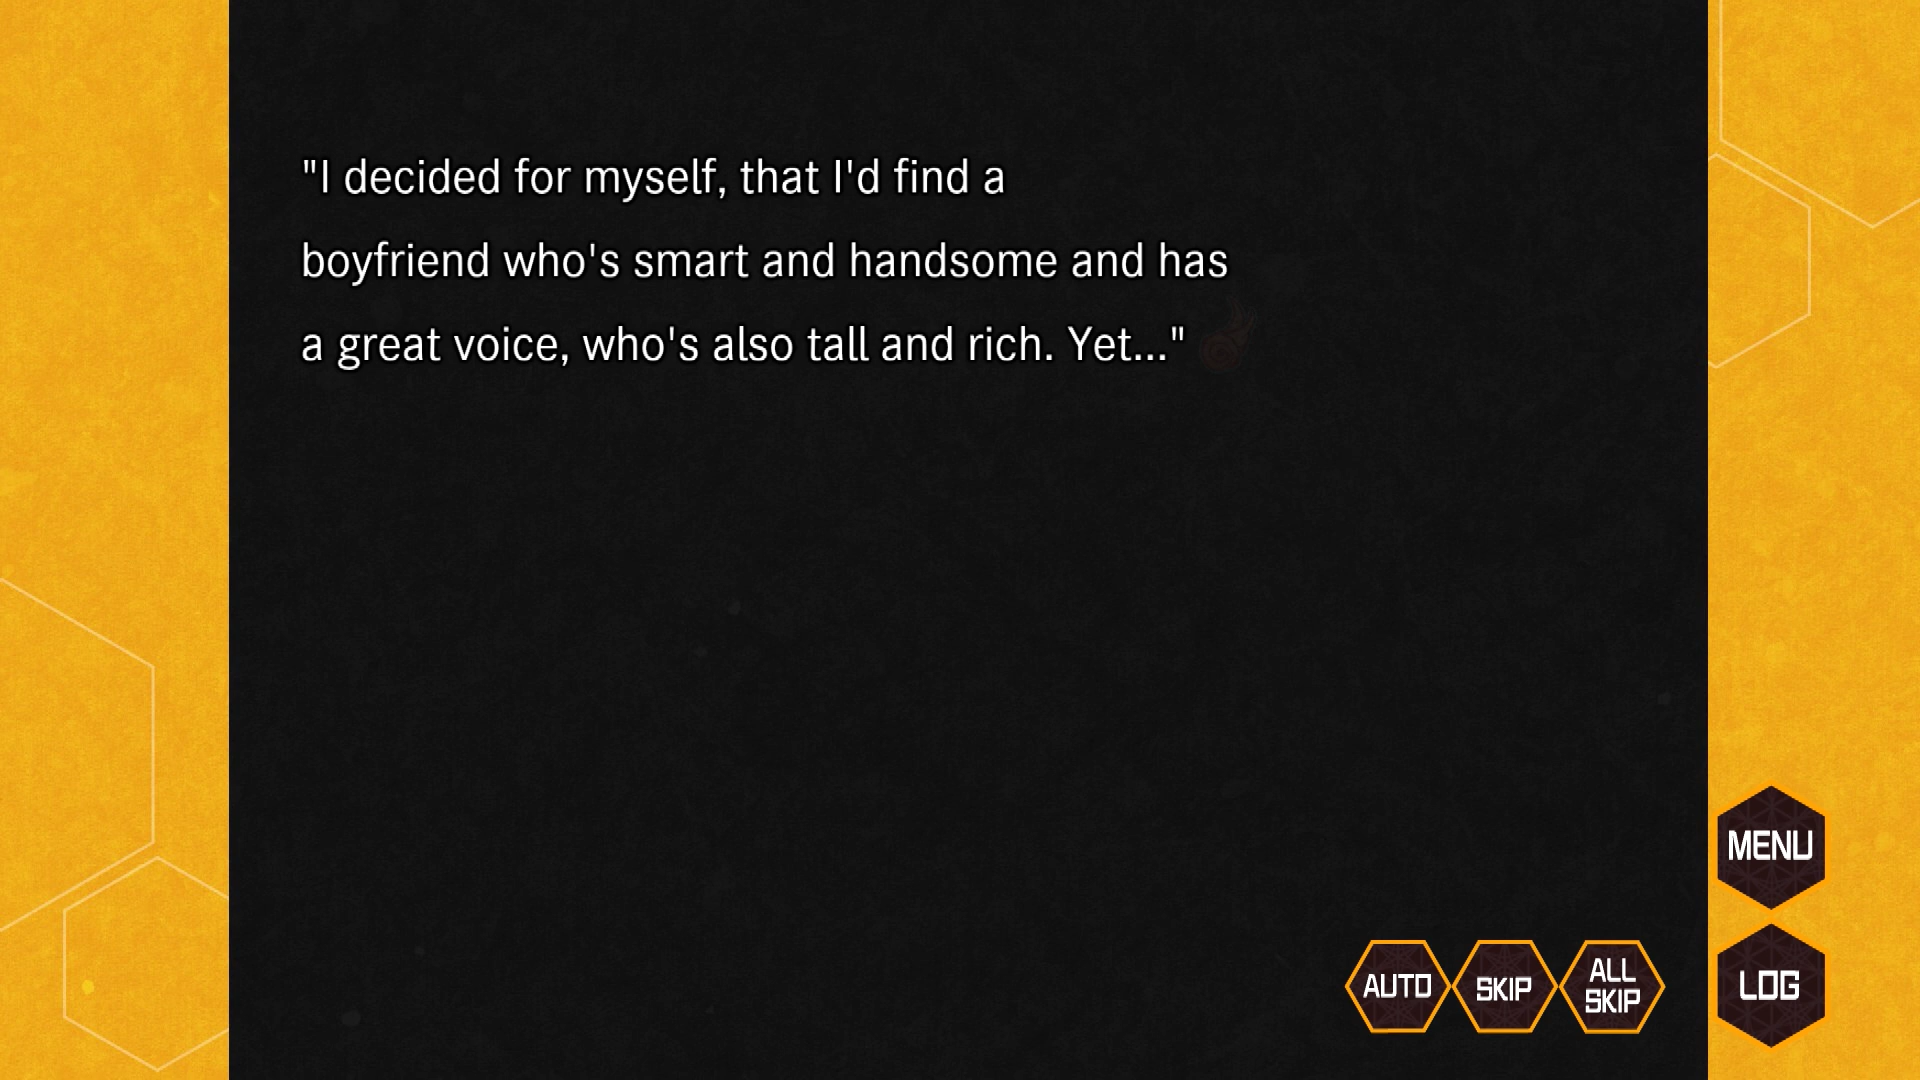 "I decided for myself, that I'd find a
boyfriend who's smart and handsome and has
a great voice, who's also tall and rich. Yet..."
MENU
AUTO
SKIP
ALL
SKIP
LOG